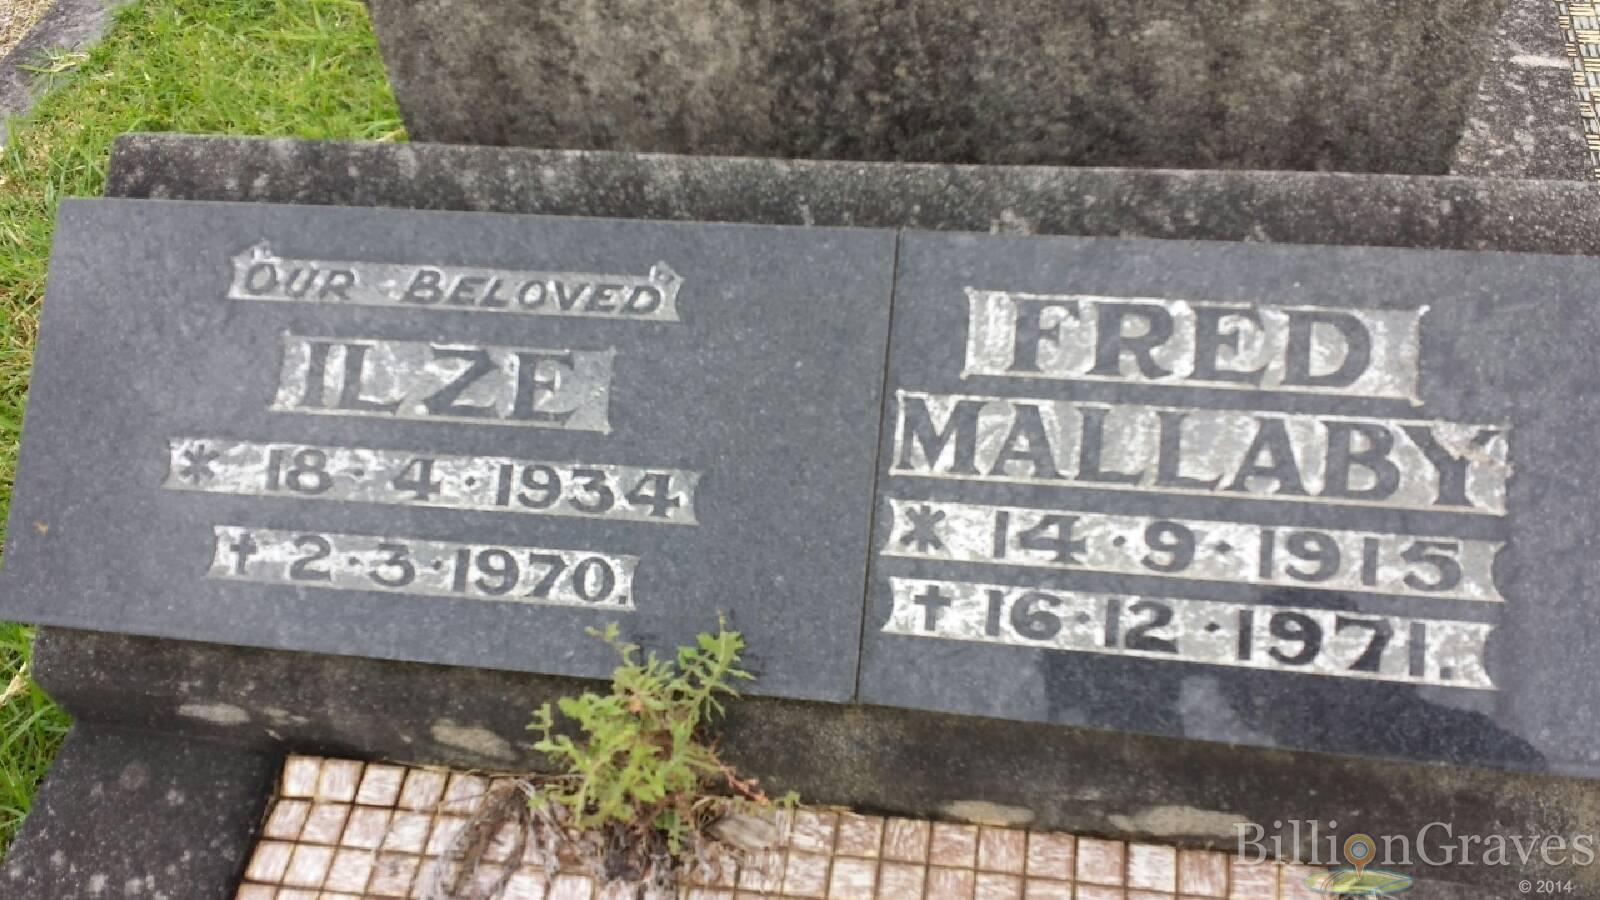 "OUR BELOVED"
ILZE
* 18·4·1934
† 2·3·1970.
FRED
MALLABY
* 14·9·1915
† 16·12·1971.
BillionGraves
© 2014